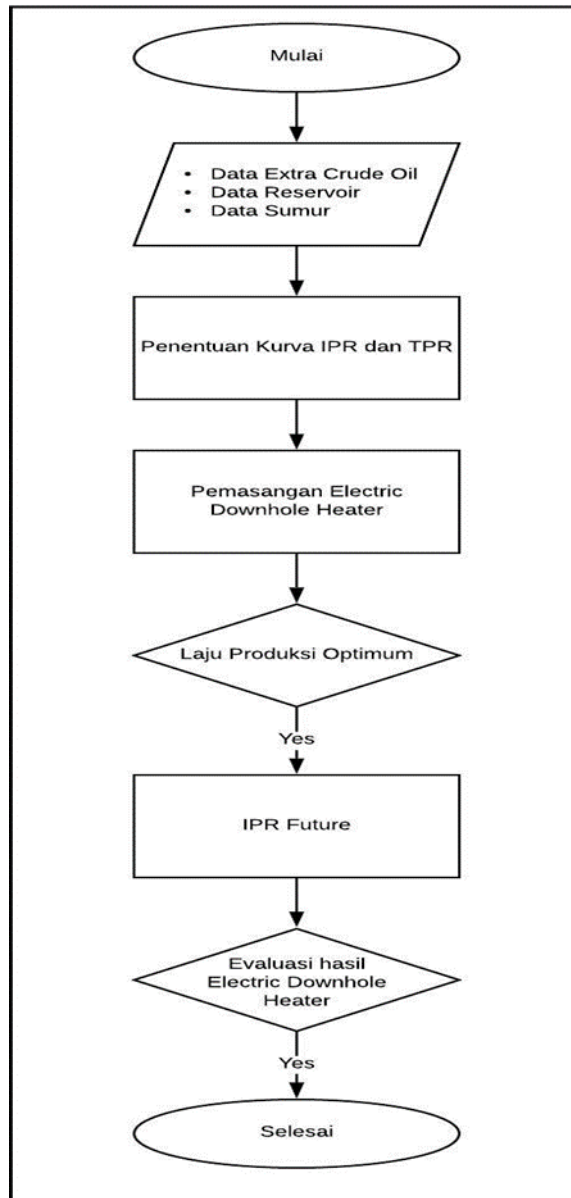 Mulai
• Data Extra Crude Oil
• Data Reservoir
• Data Sumur
Penentuan Kurva IPR dan TPR
Pemasangan Electric
Downhole Heater
Laju Produksi Optimum
Yes
IPR Future
Evaluasi hasil
Electric Downhole
Heater
Yes
Selesai